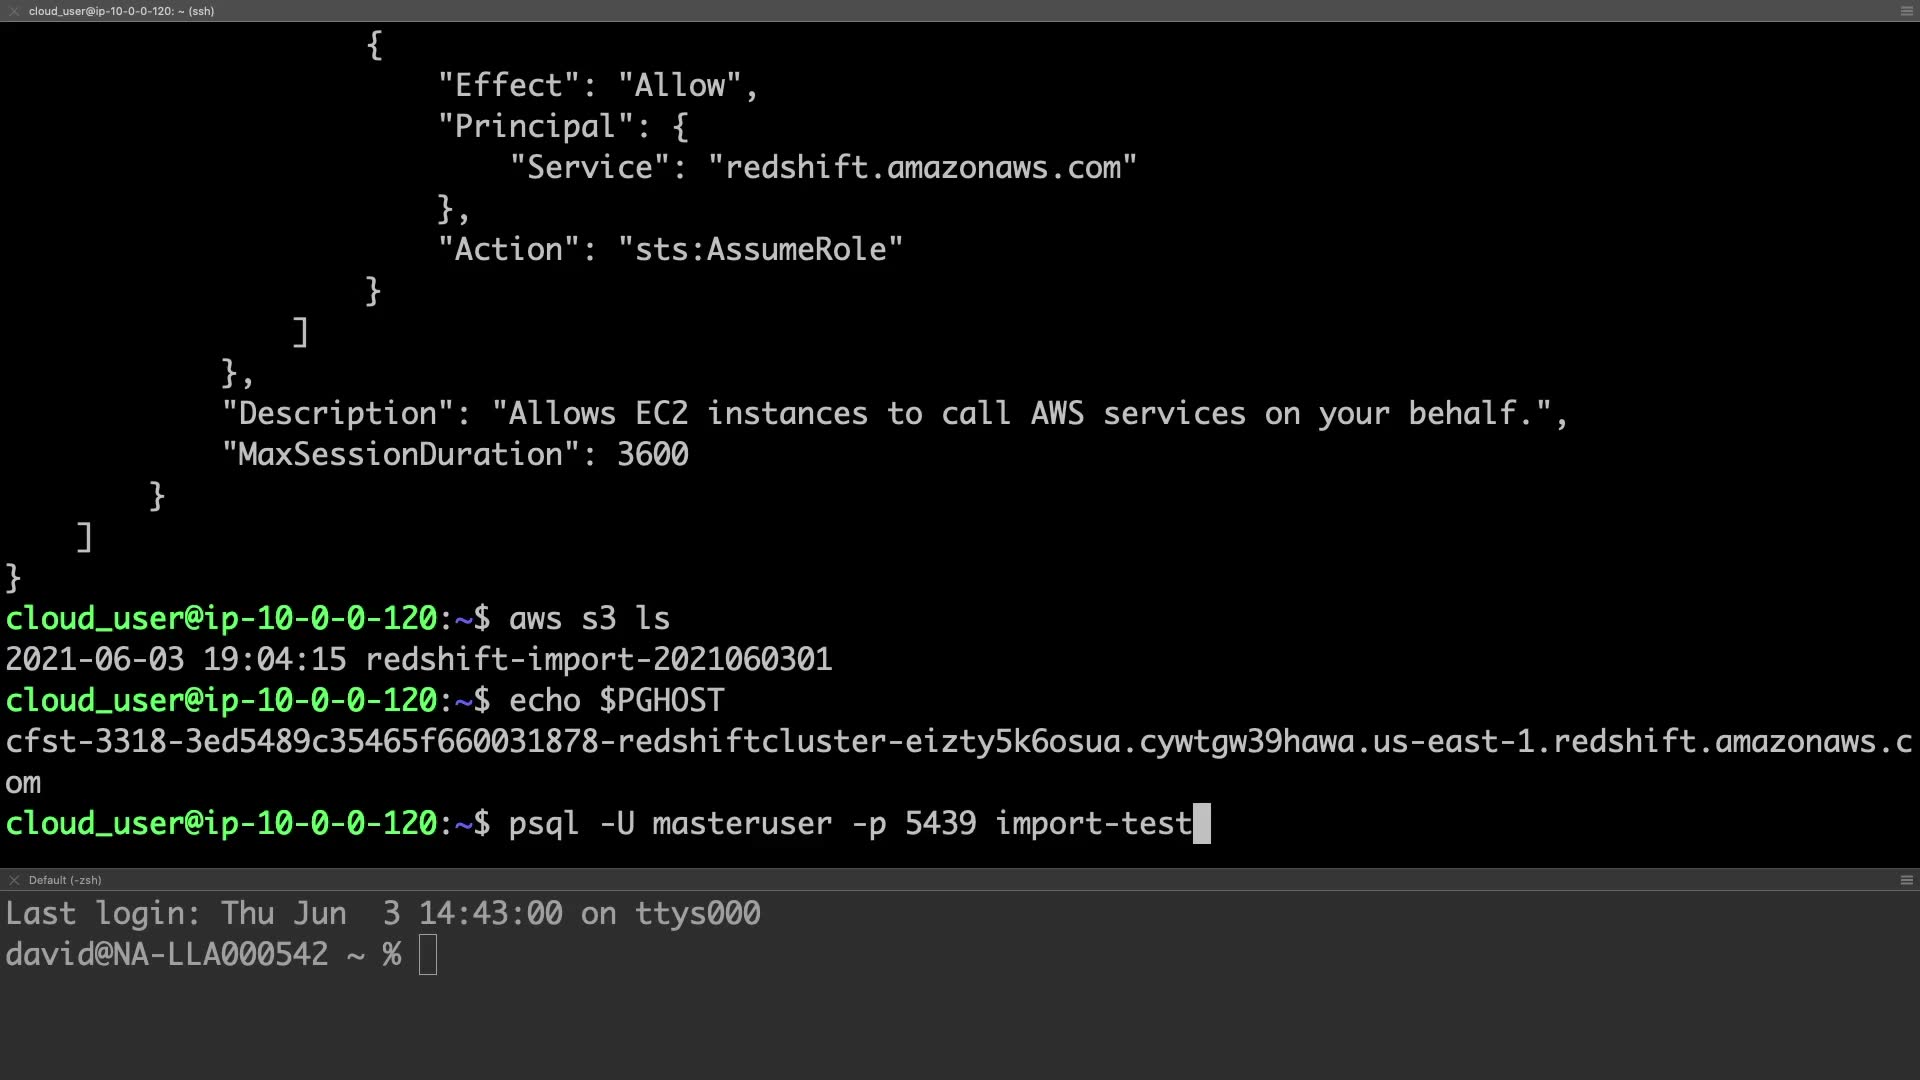 cloud_user@ip-10-0-0-120: ~ (ssh)
{
"Effect": "Allow",
"Principal": {
"Service": "redshift.amazonaws.com"
},
"Action": "sts:AssumeRole"
}
]
},
"Description": "Allows EC2 instances to call AWS services on your behalf.",
"MaxSessionDuration": 3600
}
]
}
cloud_user@ip-10-0-0-120:~$ aws s3 ls
2021-06-03 19:04:15 redshift-import-2021060301
cloud_user@ip-10-0-0-120:~$ echo $PGHOST
cfst-3318-3ed5489c35465f660031878-redshiftcluster-eizty5k6osua.cywtgw39hawa.us-east-1.redshift.amazonaws.c
om
cloud_user@ip-10-0-0-120:~$ psql -U masteruser -p 5439 import-test
Default (-zsh)
Last login: Thu Jun  3 14:43:00 on ttys000
david@NA-LLA000542 ~ %